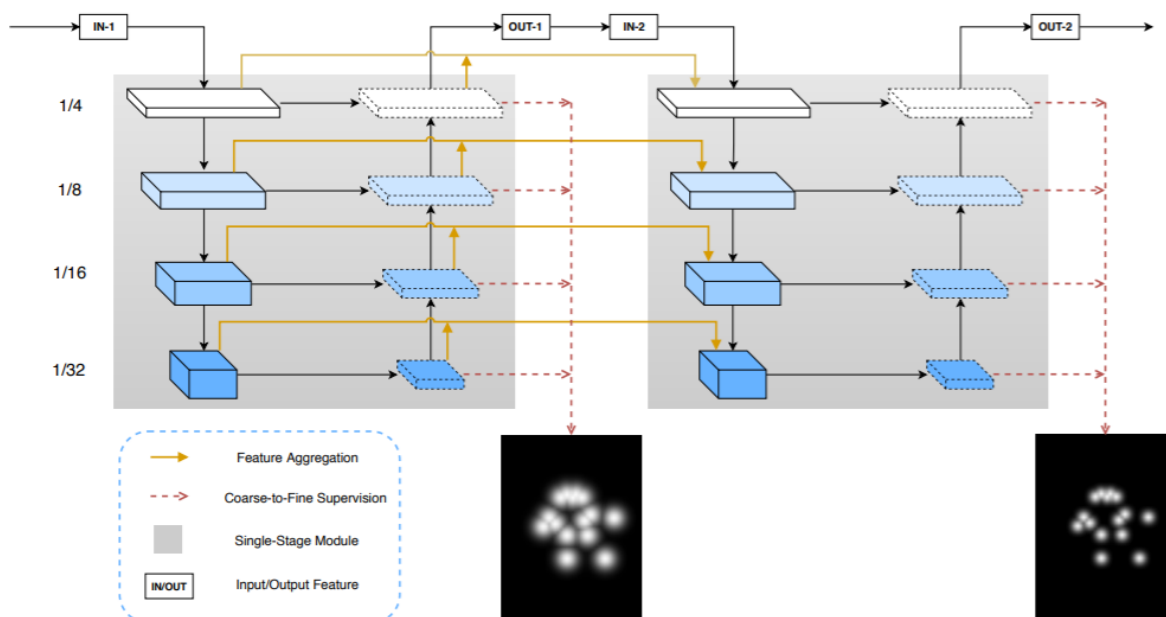 IN-1
OUT-1
IN-2
OUT-2
1/4
1/8
1/16
1/32
Feature Aggregation
Coarse-to-Fine Supervision
Single-Stage Module
IN/OUT
Input/Output Feature